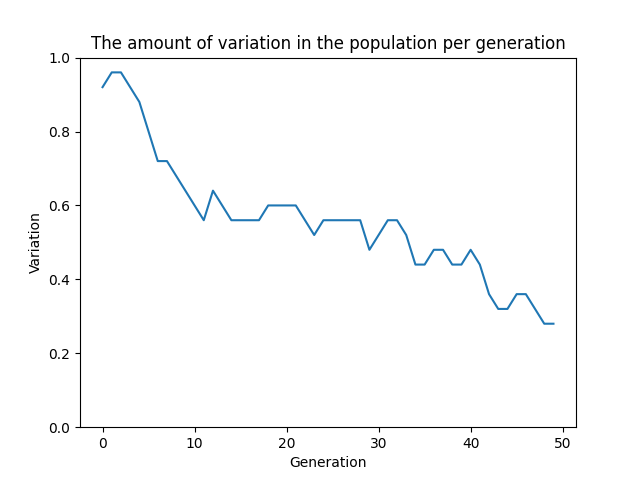 The amount of variation in the population per generation
1.0
0.8
0.6
0.4
0.2
0.0
Variation
0 10 20 30 40 50
Generation